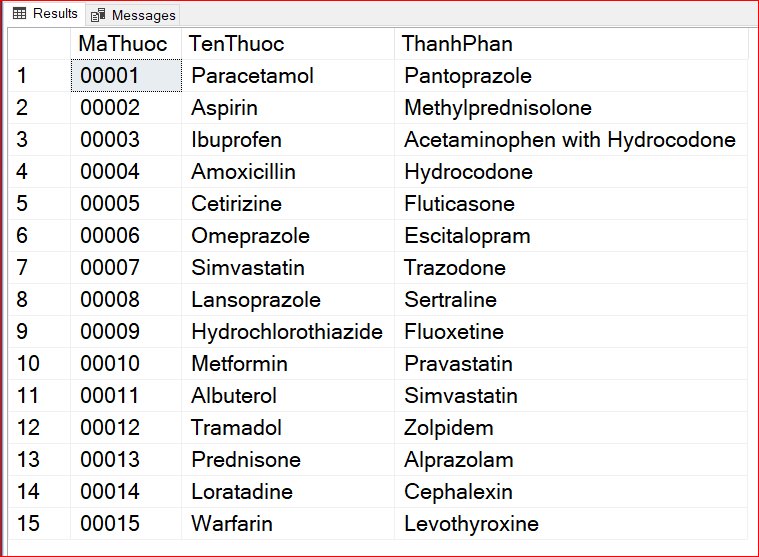 Results Messages
MaThuoc TenThuoc ThanhPhan
1 00001 Paracetamol Pantoprazole
2 00002 Aspirin Methylprednisolone
3 00003 Ibuprofen Acetaminophen with Hydrocodone
4 00004 Amoxicillin Hydrocodone
5 00005 Cetirizine Fluticasone
6 00006 Omeprazole Escitalopram
7 00007 Simvastatin Trazodone
8 00008 Lansoprazole Sertraline
9 00009 Hydrochlorothiazide Fluoxetine
10 00010 Metformin Pravastatin
11 00011 Albuterol Simvastatin
12 00012 Tramadol Zolpidem
13 00013 Prednisone Alprazolam
14 00014 Loratadine Cephalexin
15 00015 Warfarin Levothyroxine